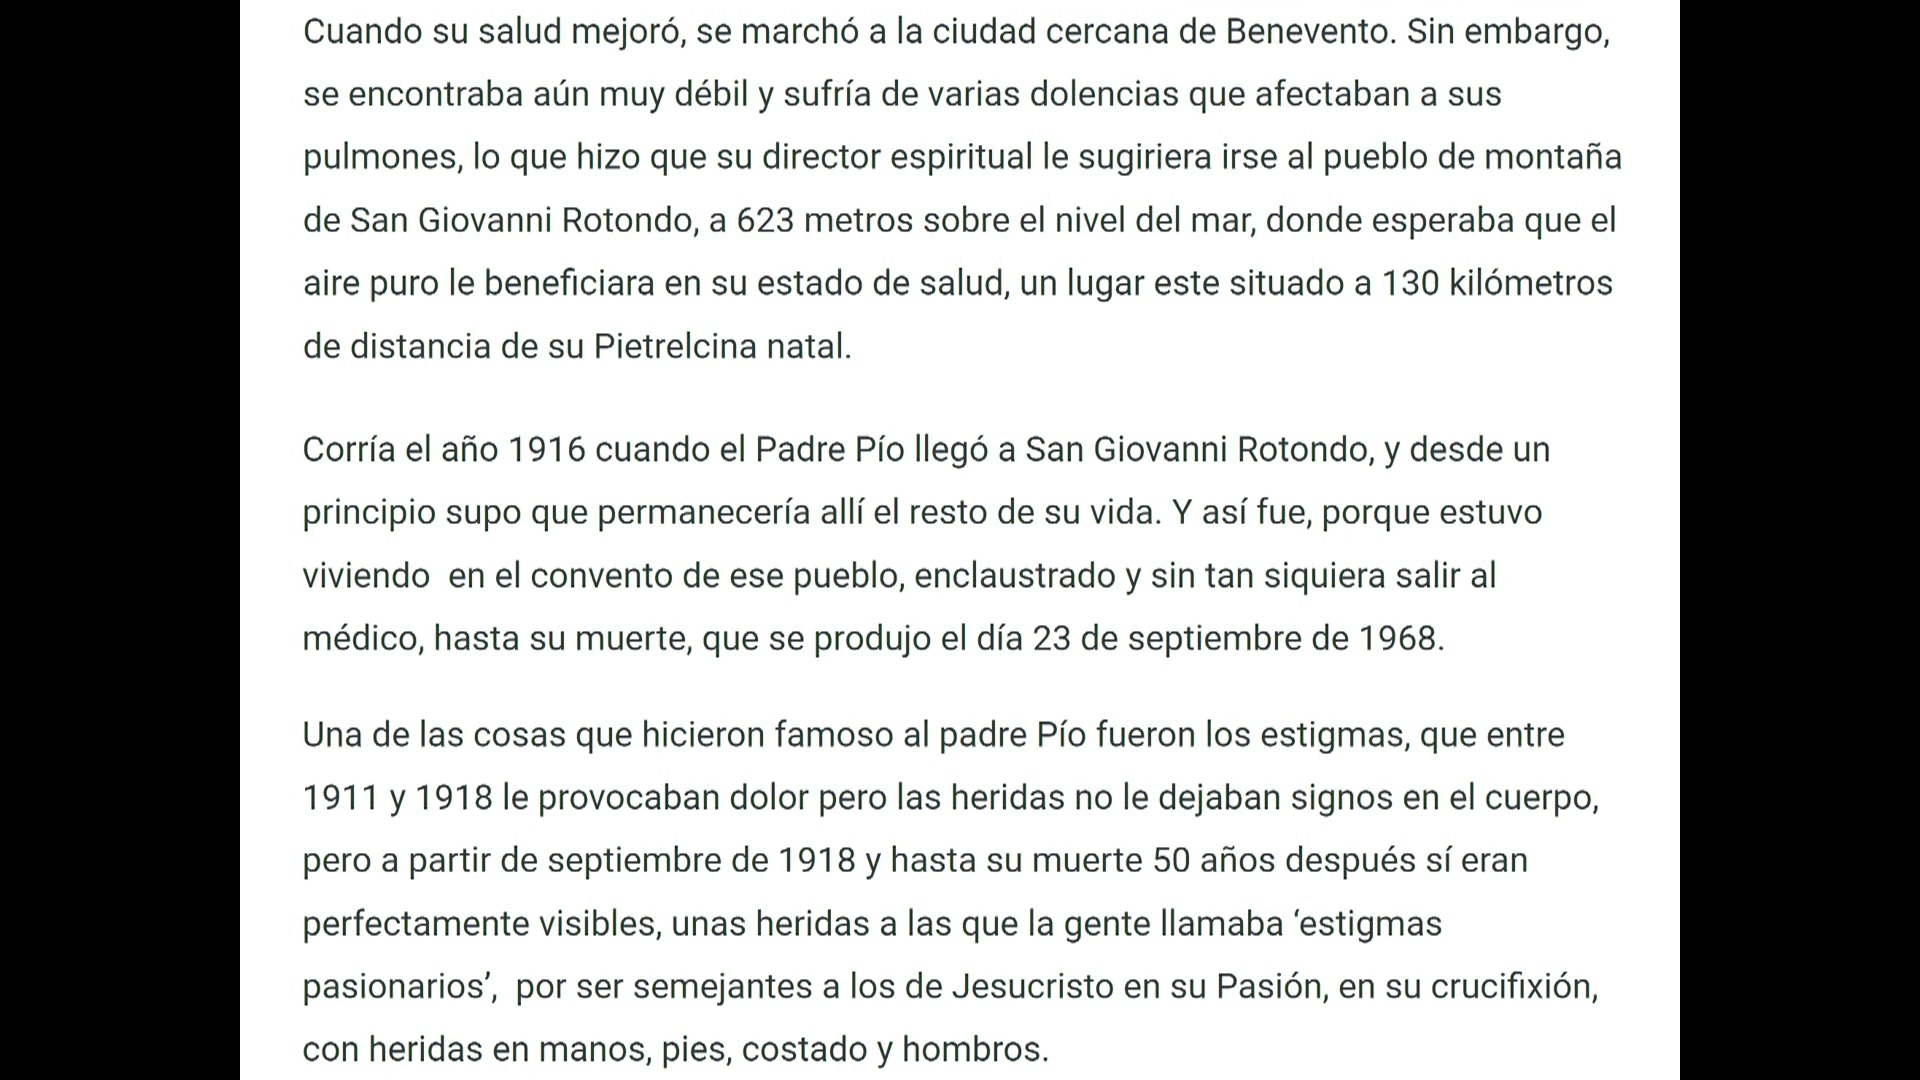 Cuando su salud mejoró, se marchó a la ciudad cercana de Benevento. Sin embargo,
se encontraba aún muy débil y sufría de varias dolencias que afectaban a sus
pulmones, lo que hizo que su director espiritual le sugiriera irse al pueblo de montaña
de San Giovanni Rotondo, a 623 metros sobre el nivel del mar, donde esperaba que el
aire puro le beneficiara en su estado de salud, un lugar este situado a 130 kilómetros
de distancia de su Pietrelcina natal.
Corría el año 1916 cuando el Padre Pío llegó a San Giovanni Rotondo, y desde un
principio supo que permanecería allí el resto de su vida. Y así fue, porque estuvo
viviendo  en el convento de ese pueblo, enclaustrado y sin tan siquiera salir al
médico, hasta su muerte, que se produjo el día 23 de septiembre de 1968.
Una de las cosas que hicieron famoso al padre Pío fueron los estigmas, que entre
1911 y 1918 le provocaban dolor pero las heridas no le dejaban signos en el cuerpo,
pero a partir de septiembre de 1918 y hasta su muerte 50 años después sí eran
perfectamente visibles, unas heridas a las que la gente llamaba ‘estigmas
pasionarios’,  por ser semejantes a los de Jesucristo en su Pasión, en su crucifixión,
con heridas en manos, pies, costado y hombros.